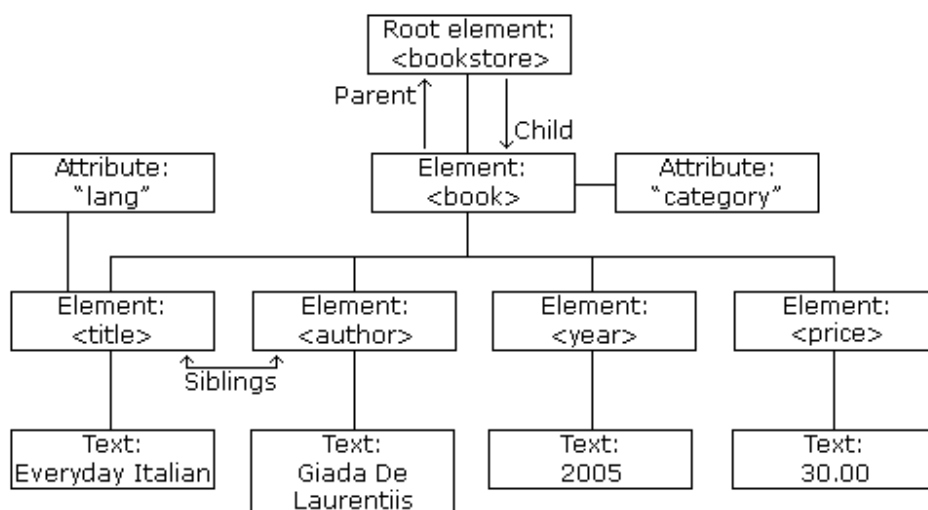 Root element:
<bookstore>
Parent
Child
Attribute:
“lang”
Element:
<book>
Attribute:
“category”
Element:
<title>
Element:
<author>
Element:
<year>
Element:
<price>
Siblings
Text:
Everyday Italian
Text:
Giada De
Laurentiis
Text:
2005
Text:
30.00